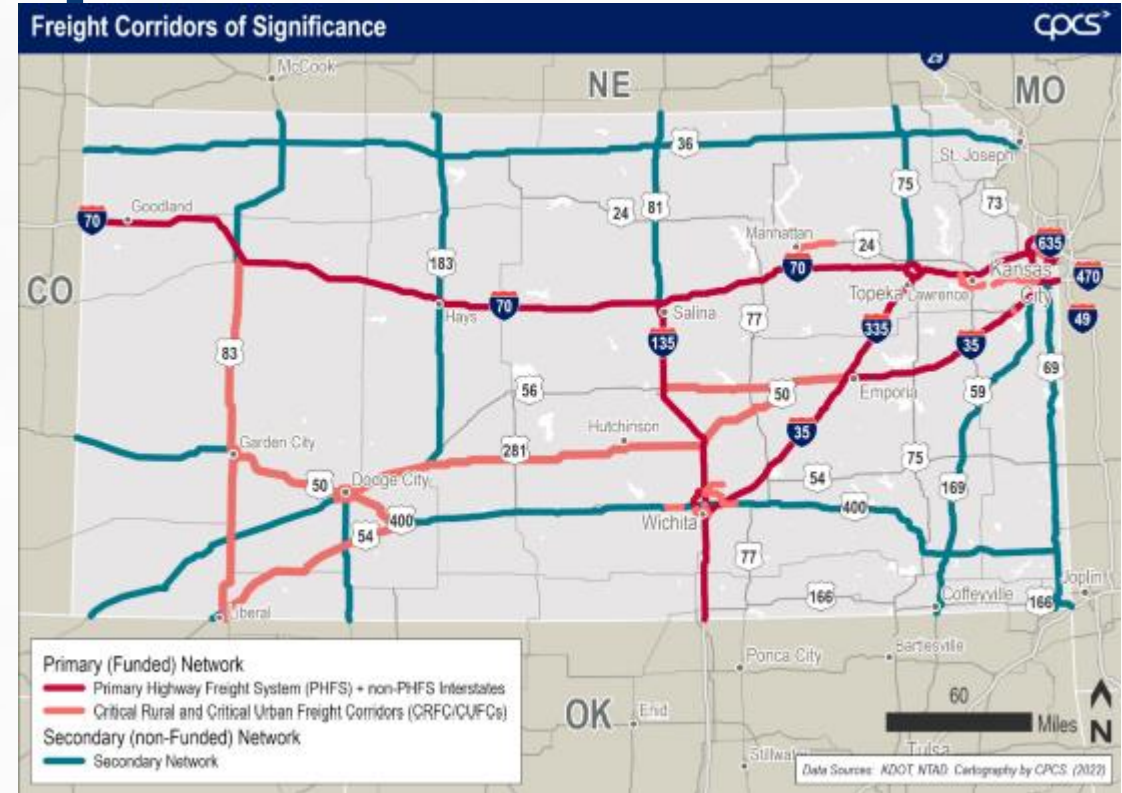 Freight Corridors of Significance
cpcs
McCook
NE
29
MO
36
St. Joseph
75
73
24
81
Goodland
70
Manhattan
24
635
183
70
Kansas
City
470
CO
Hays
70
Salina
Topeka
Lawrence
77
335
135
49
83
35
56
50
59
69
Emporia
Garden City
Hutchinson
281
35
50
Dodge City
54
75
169
400
Wichita
400
54
77
166
Coffeyville
166
Joplin
Liberal
Primary (Funded) Network
Primary Highway Freight System (PHFS) + non-PHFS Interstates
Critical Rural and Critical Urban Freight Corridors (CRFC/CUFCs)
Secondary (non-Funded) Network
Secondary Network
Ponca City
Bartlesville
OK
Enid
60
Miles
N
Stillwater
Tulsa
Data Sources: KDOT, NTAD. Cartography by CPCS. (2022)